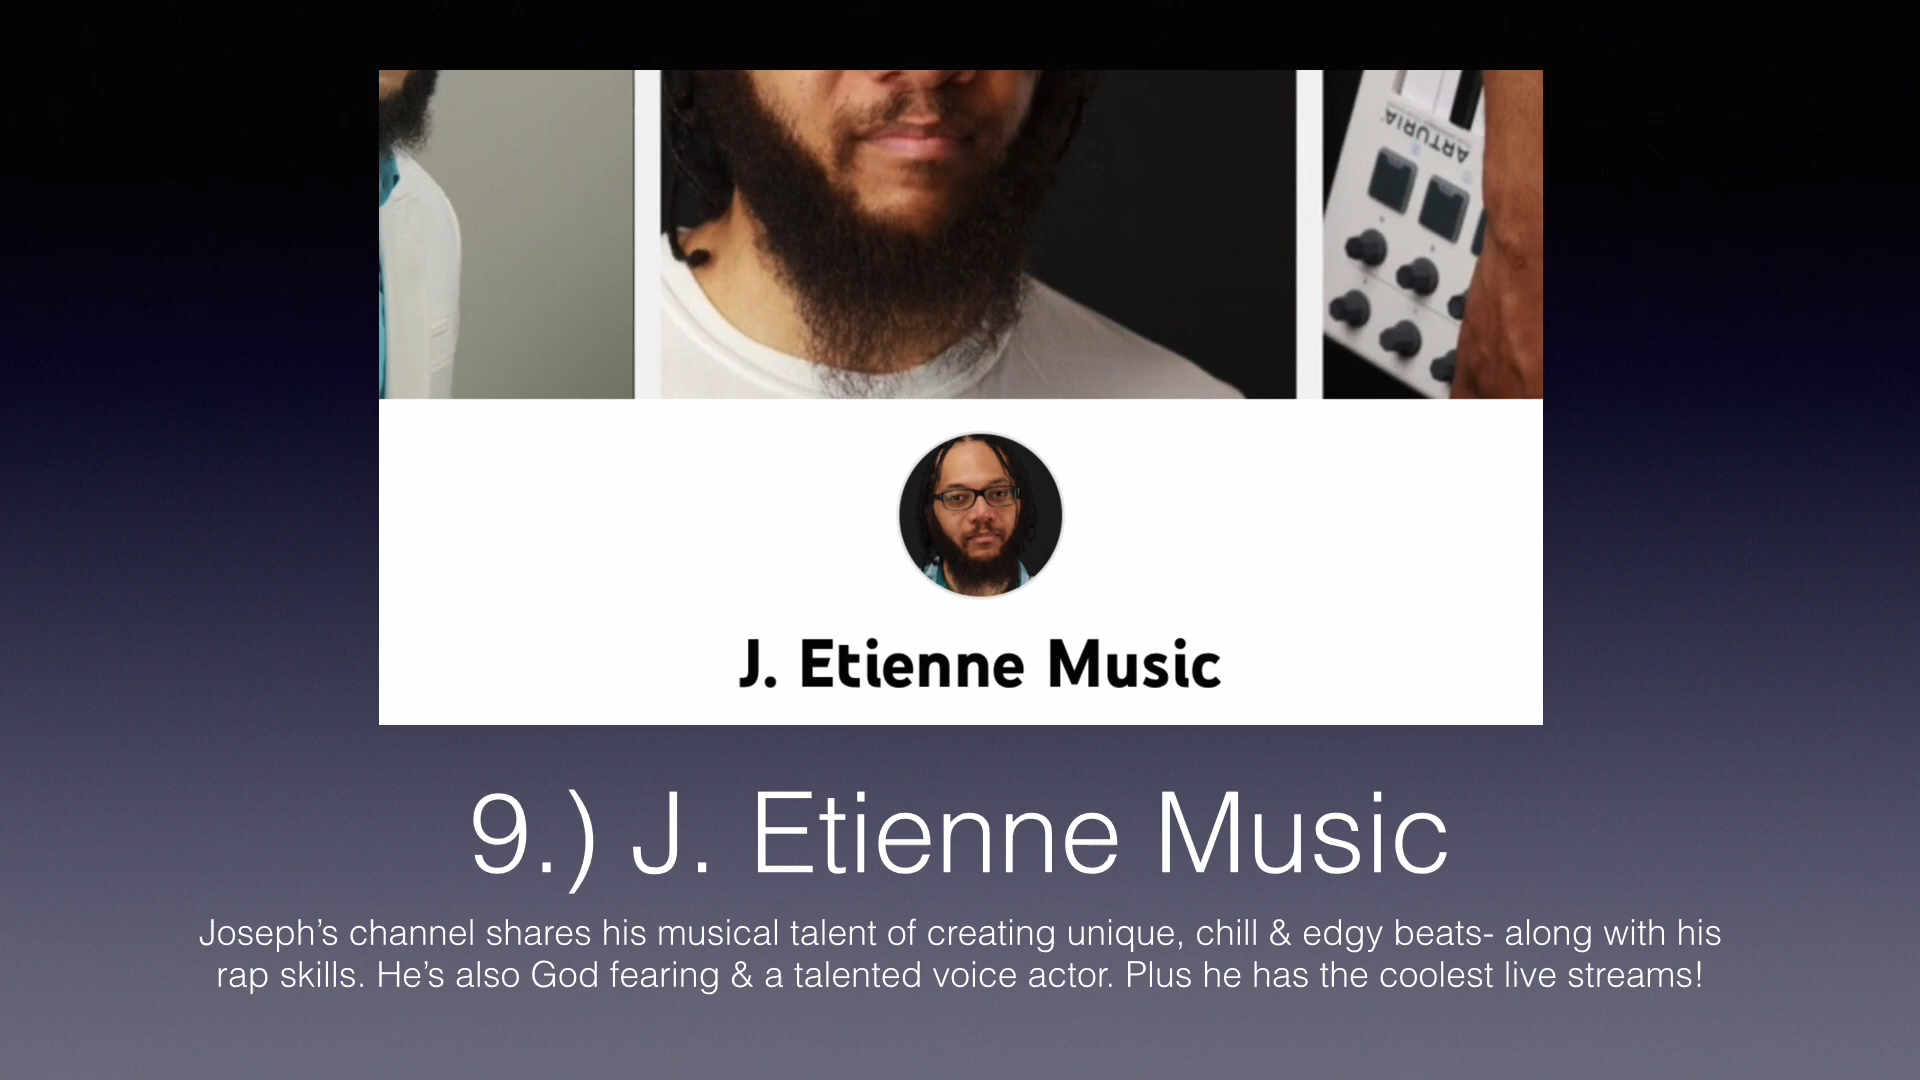 ARTURIA
J. Etienne Music
9.) J. Etienne Music
Joseph’s channel shares his musical talent of creating unique, chill & edgy beats- along with his
rap skills. He’s also God fearing & a talented voice actor. Plus he has the coolest live streams!